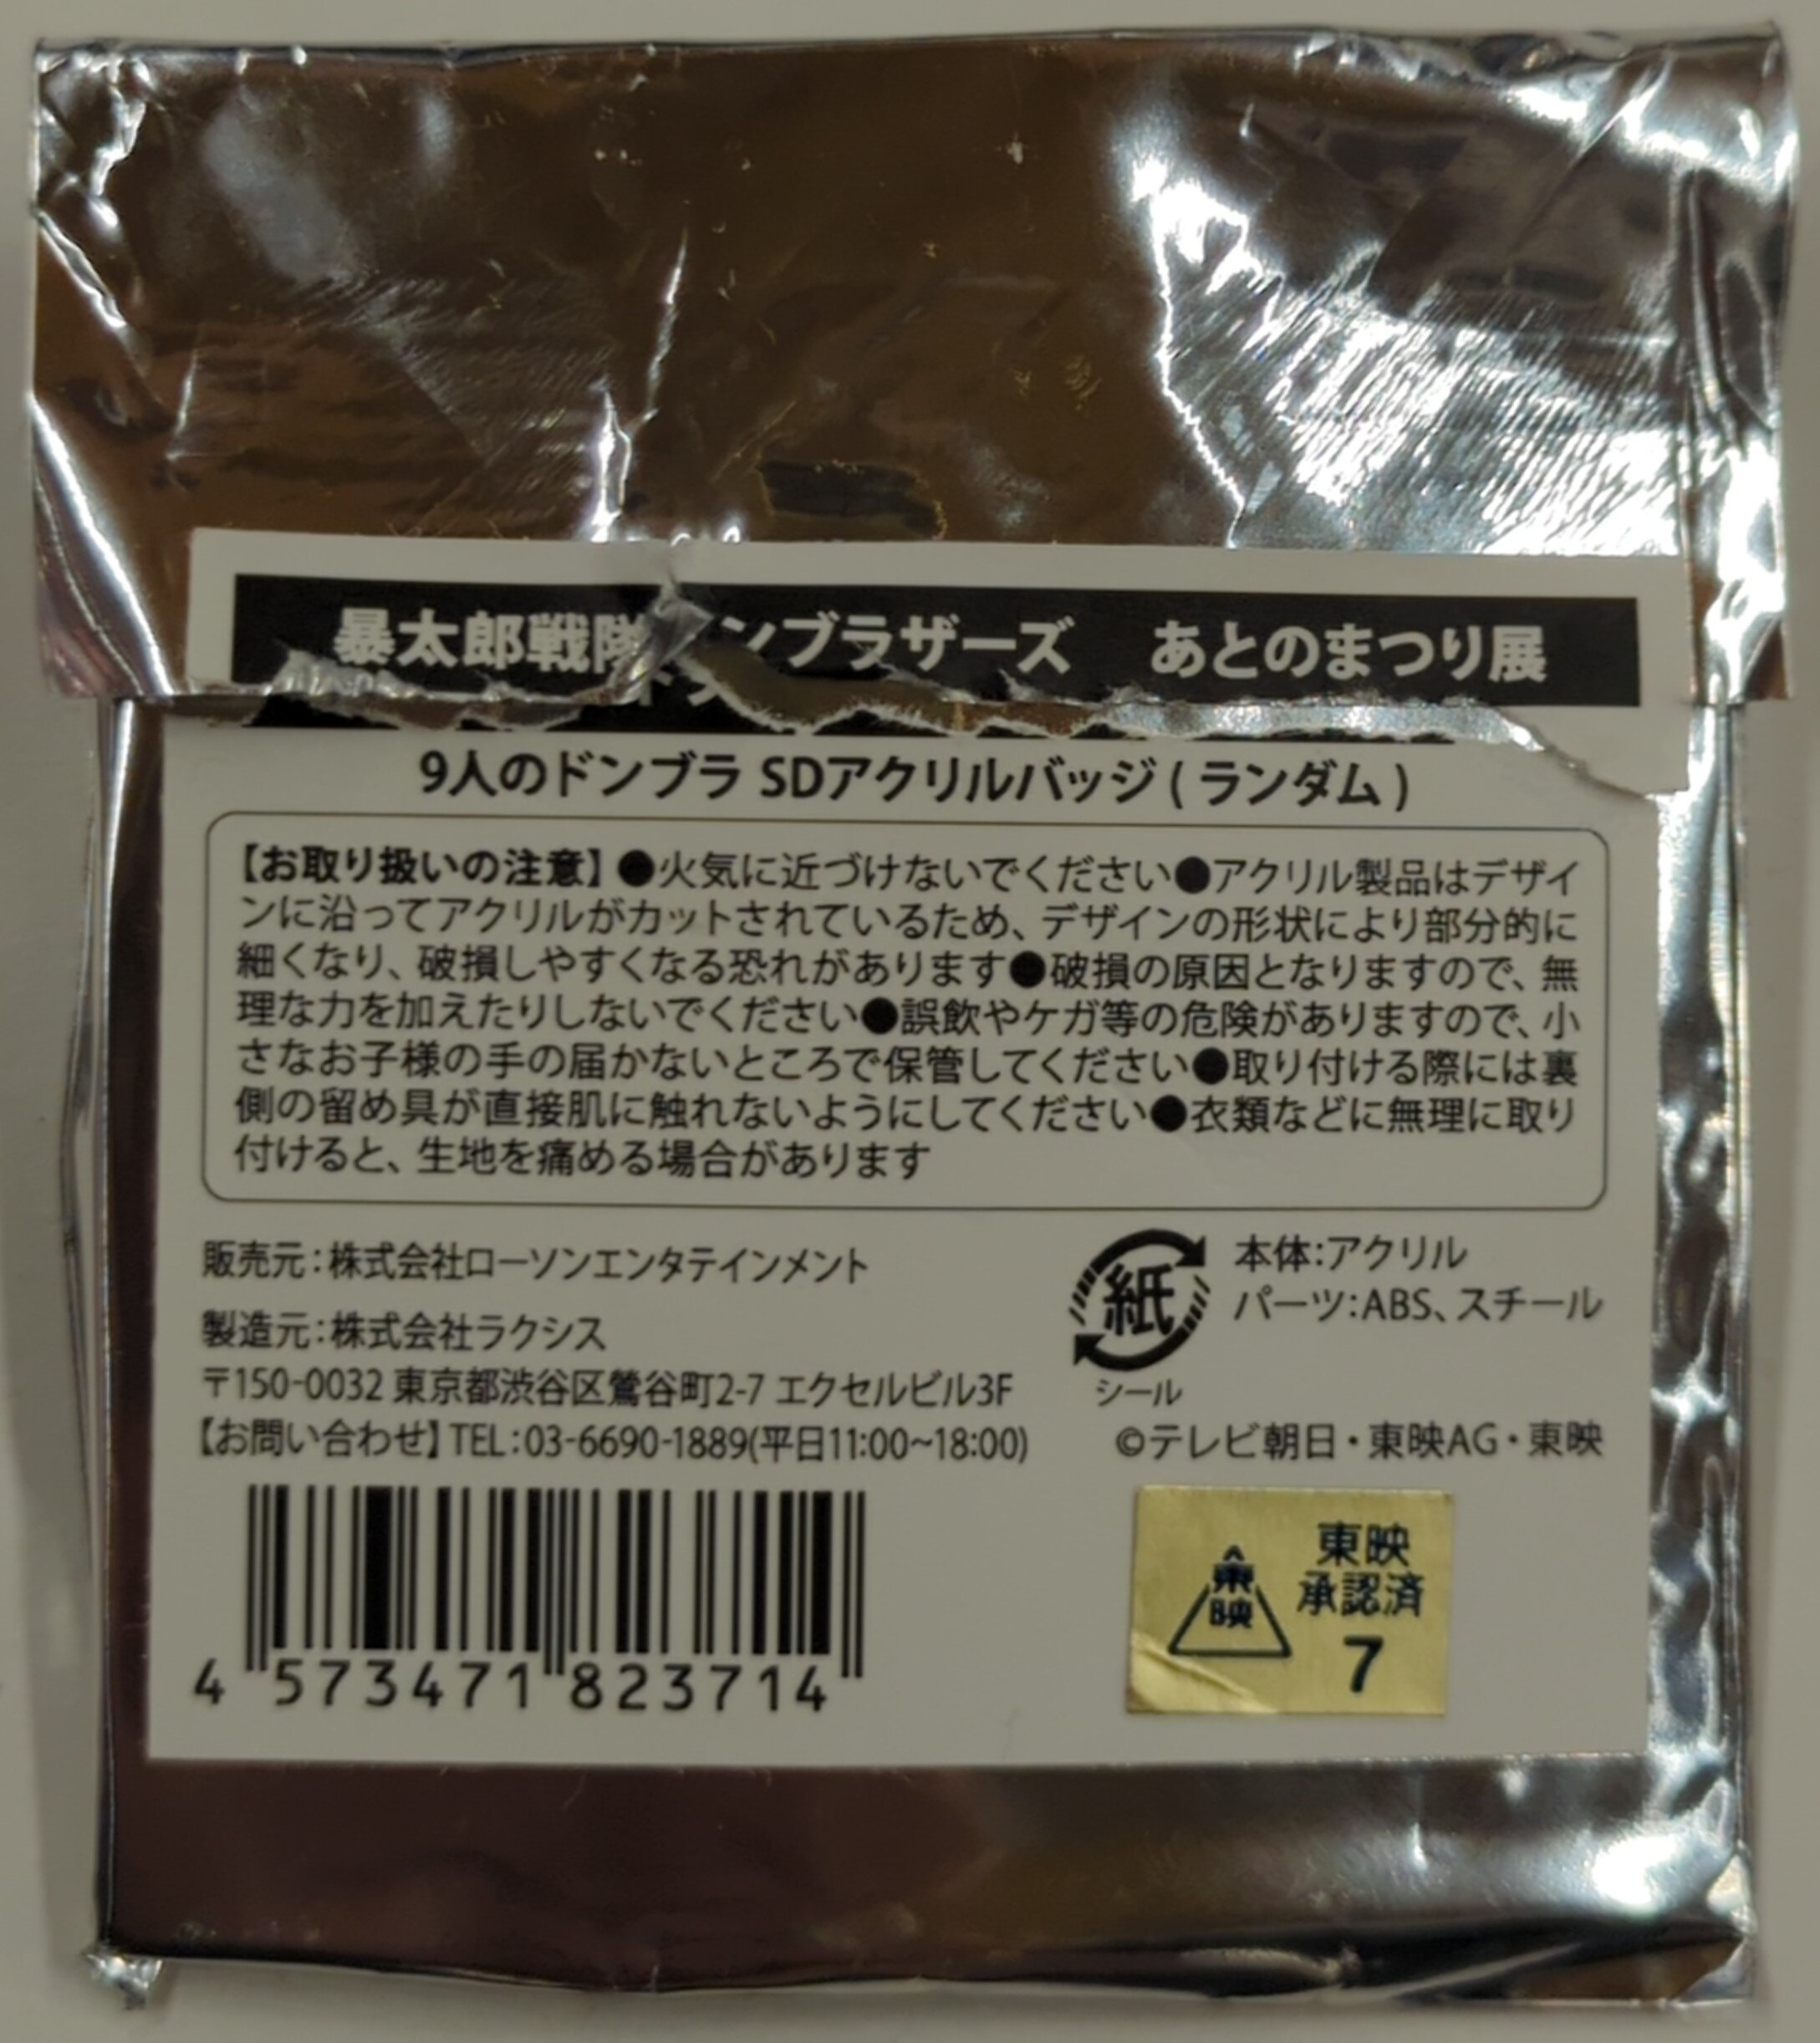 暴太郎戦隊ドンブラザーズ　あとのまつり展
9人のドンブラ SDアクリルバッジ ( ランダム )
【お取り扱いの注意】●火気に近づけないでください●アクリル製品はデザイ
ンに沿ってアクリルがカットされているため、デザインの形状により部分的に
細くなり、破損しやすくなる恐れがあります●破損の原因となりますので、無
理な力を加えたりしないでください●誤飲やケガ等の危険がありますので、小
さなお子様の手の届かないところで保管してください●取り付ける際には裏
側の留め具が直接肌に触れないようにしてください●衣類などに無理に取り
付けると、生地を痛める場合があります
販売元：株式会社ローソンエンタテインメント
製造元：株式会社ラクシス
〒150-0032 東京都渋谷区鶯谷町2-7 エクセルビル3F
【お問い合わせ】TEL：03-6690-1889(平日11:00~18:00)
紙
シール
本体：アクリル
パーツ：ABS、スチール
©テレビ朝日・東映AG・東映
4 573471 823714
東映
東映
承認済
7